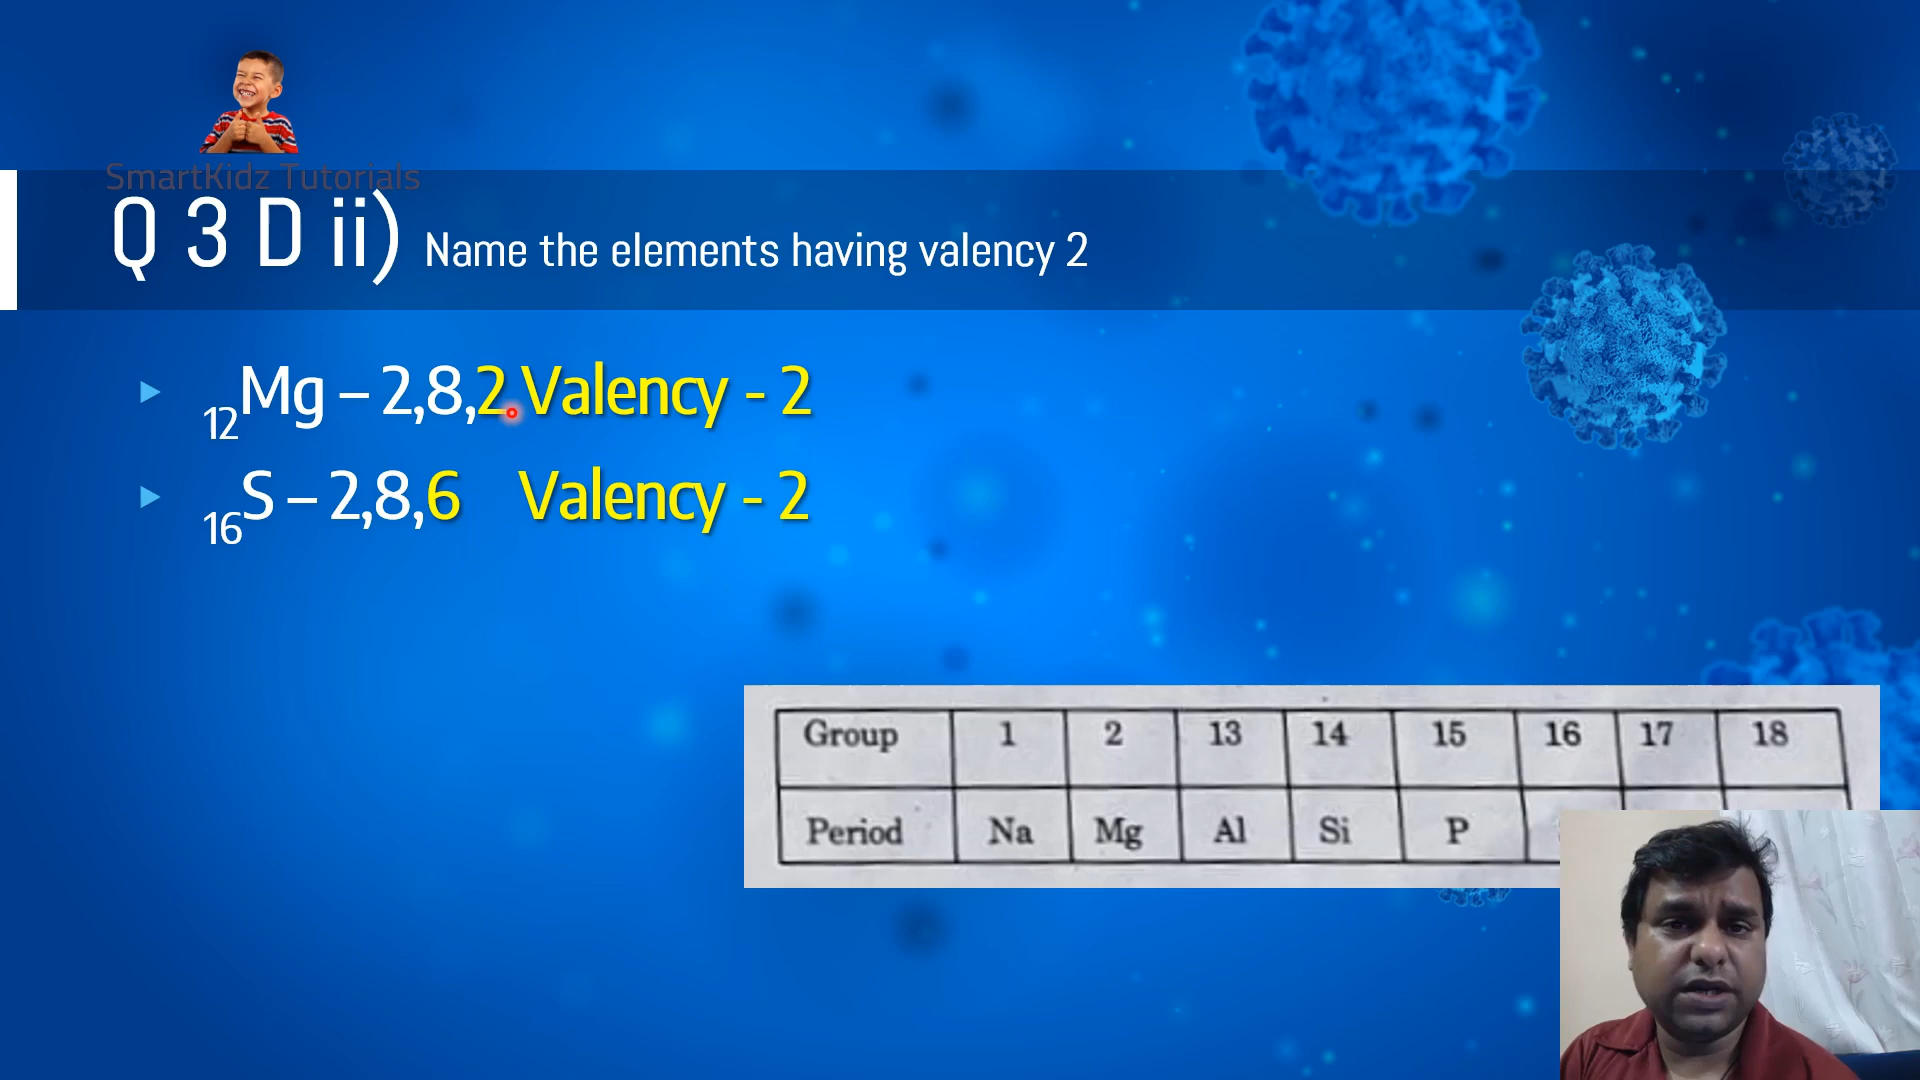 SmartKidz Tutorials
Q 3 D ii) Name the elements having valency 2
12Mg – 2,8,2 Valency - 2
16S – 2,8,6 Valency - 2
Group 1 2 13 14 15 16 17 18
Period Na Mg Al Si P